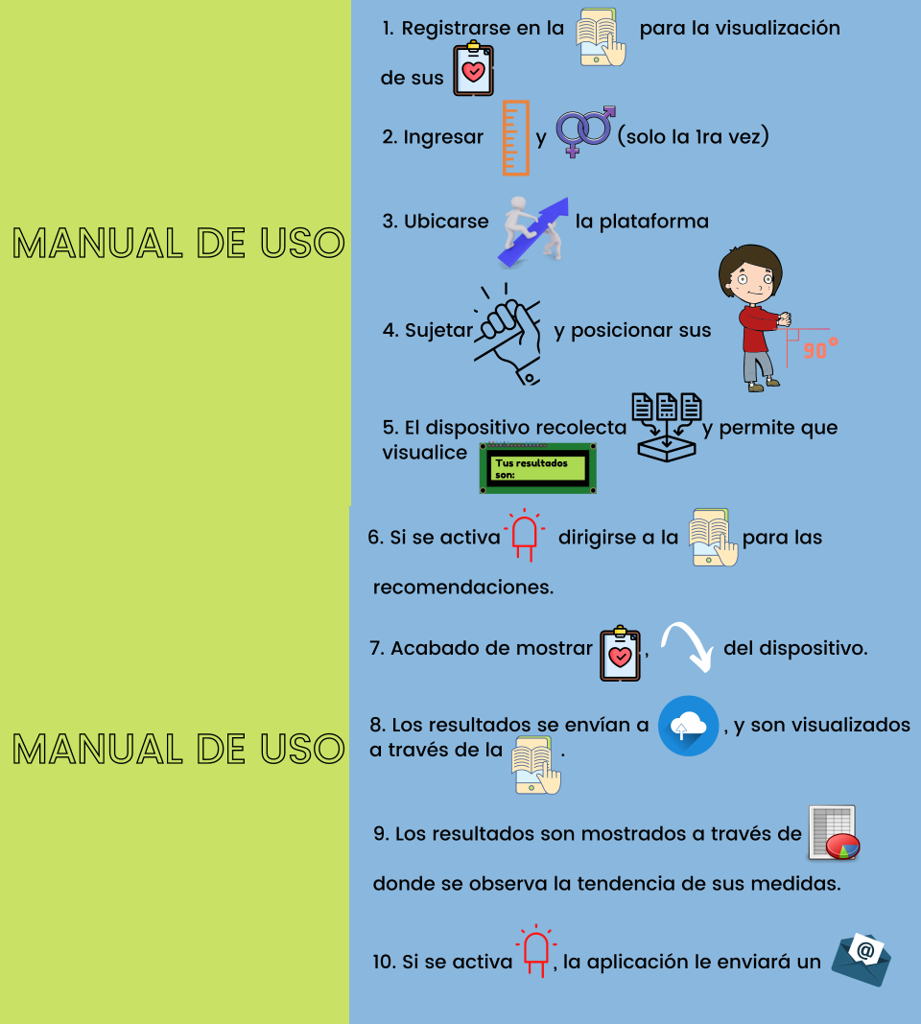 1. Registrarse en la para la visualización
de sus
2. Ingresar y (solo la 1ra vez)
MANUAL DE USO
3. Ubicarse la plataforma
4. Sujetar y posicionar sus
90°
5. El dispositivo recolecta y permite que
visualice
Tus resultados
son:
6. Si se activa dirigirse a la para las
recomendaciones.
7. Acabado de mostrar , del dispositivo.
MANUAL DE USO
8. Los resultados se envían a , y son visualizados
a través de la .
9. Los resultados son mostrados a través de
donde se observa la tendencia de sus medidas.
10. Si se activa , la aplicación le enviará un
@